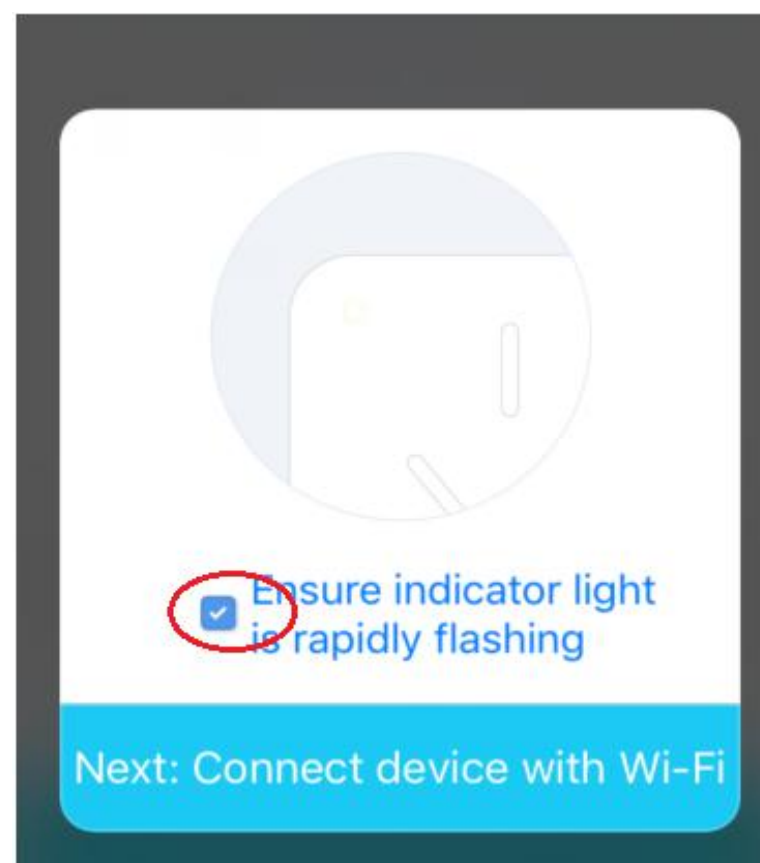 Ensure indicator light
is rapidly flashing
Next: Connect device with Wi-Fi